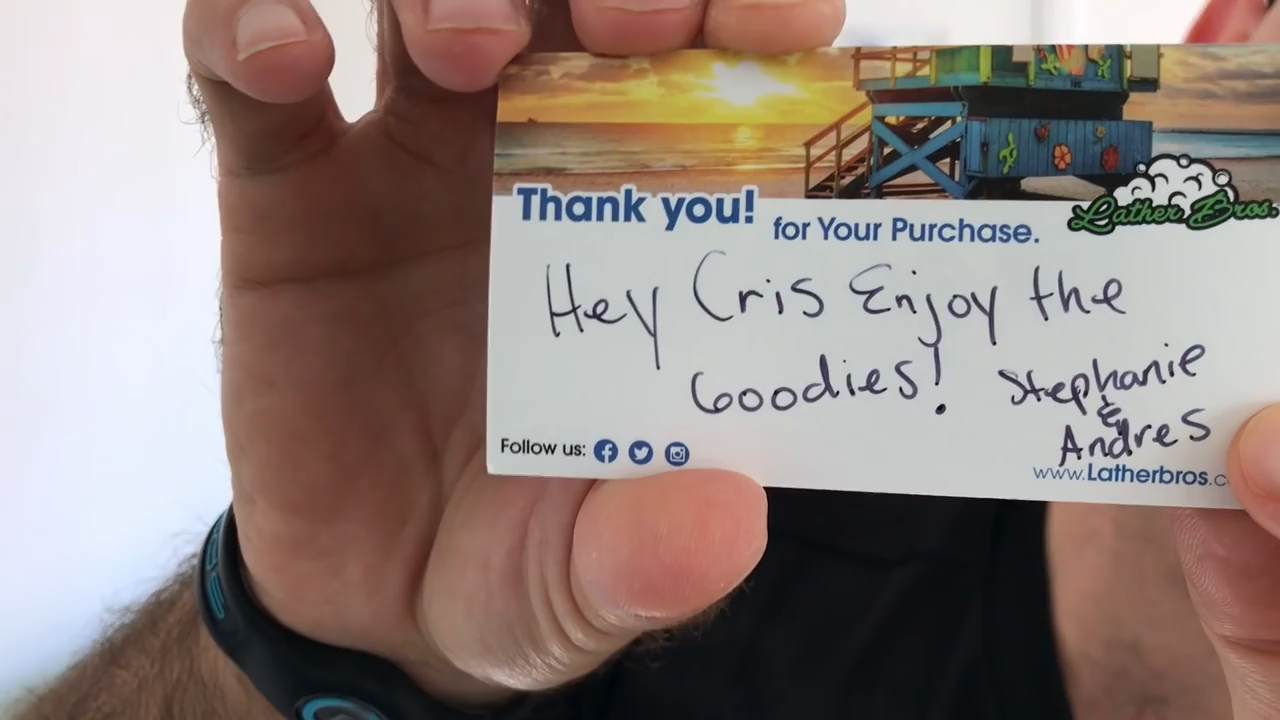 Thank you! for Your Purchase.
Lather Bros.
Hey Cris Enjoy the
Goodies! Stephanie
&
Andres
Follow us:
www.Latherbros.c